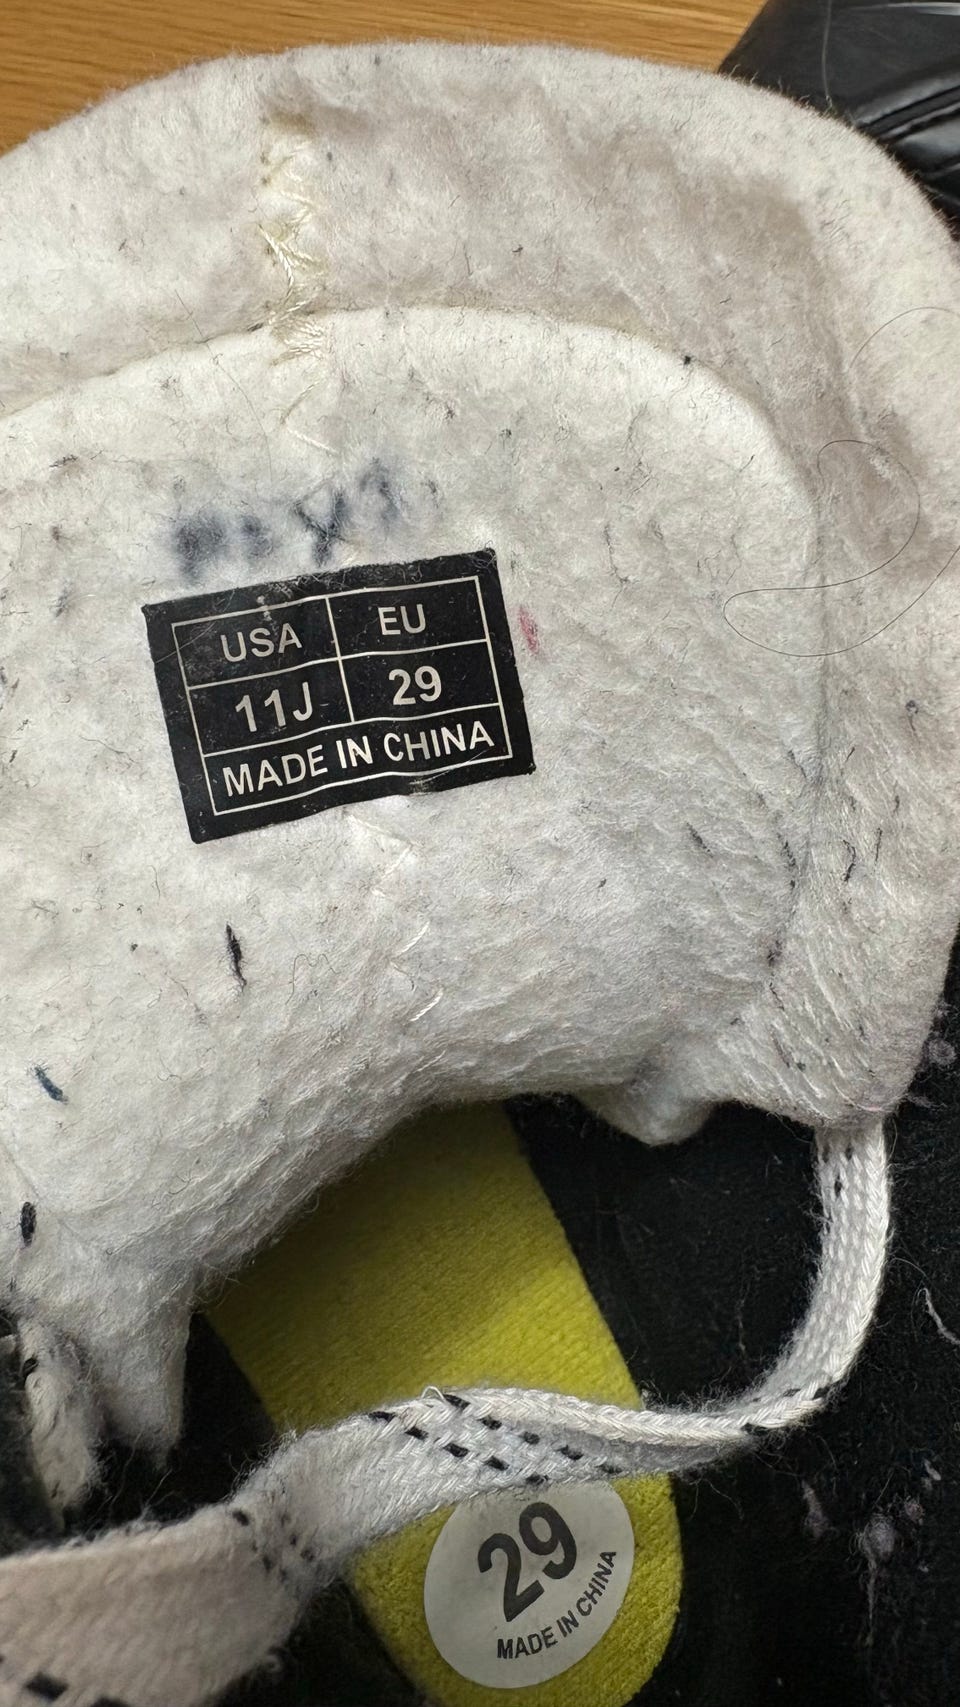 USA EU
11J 29
MADE IN CHINA
29
MADE IN CHINA